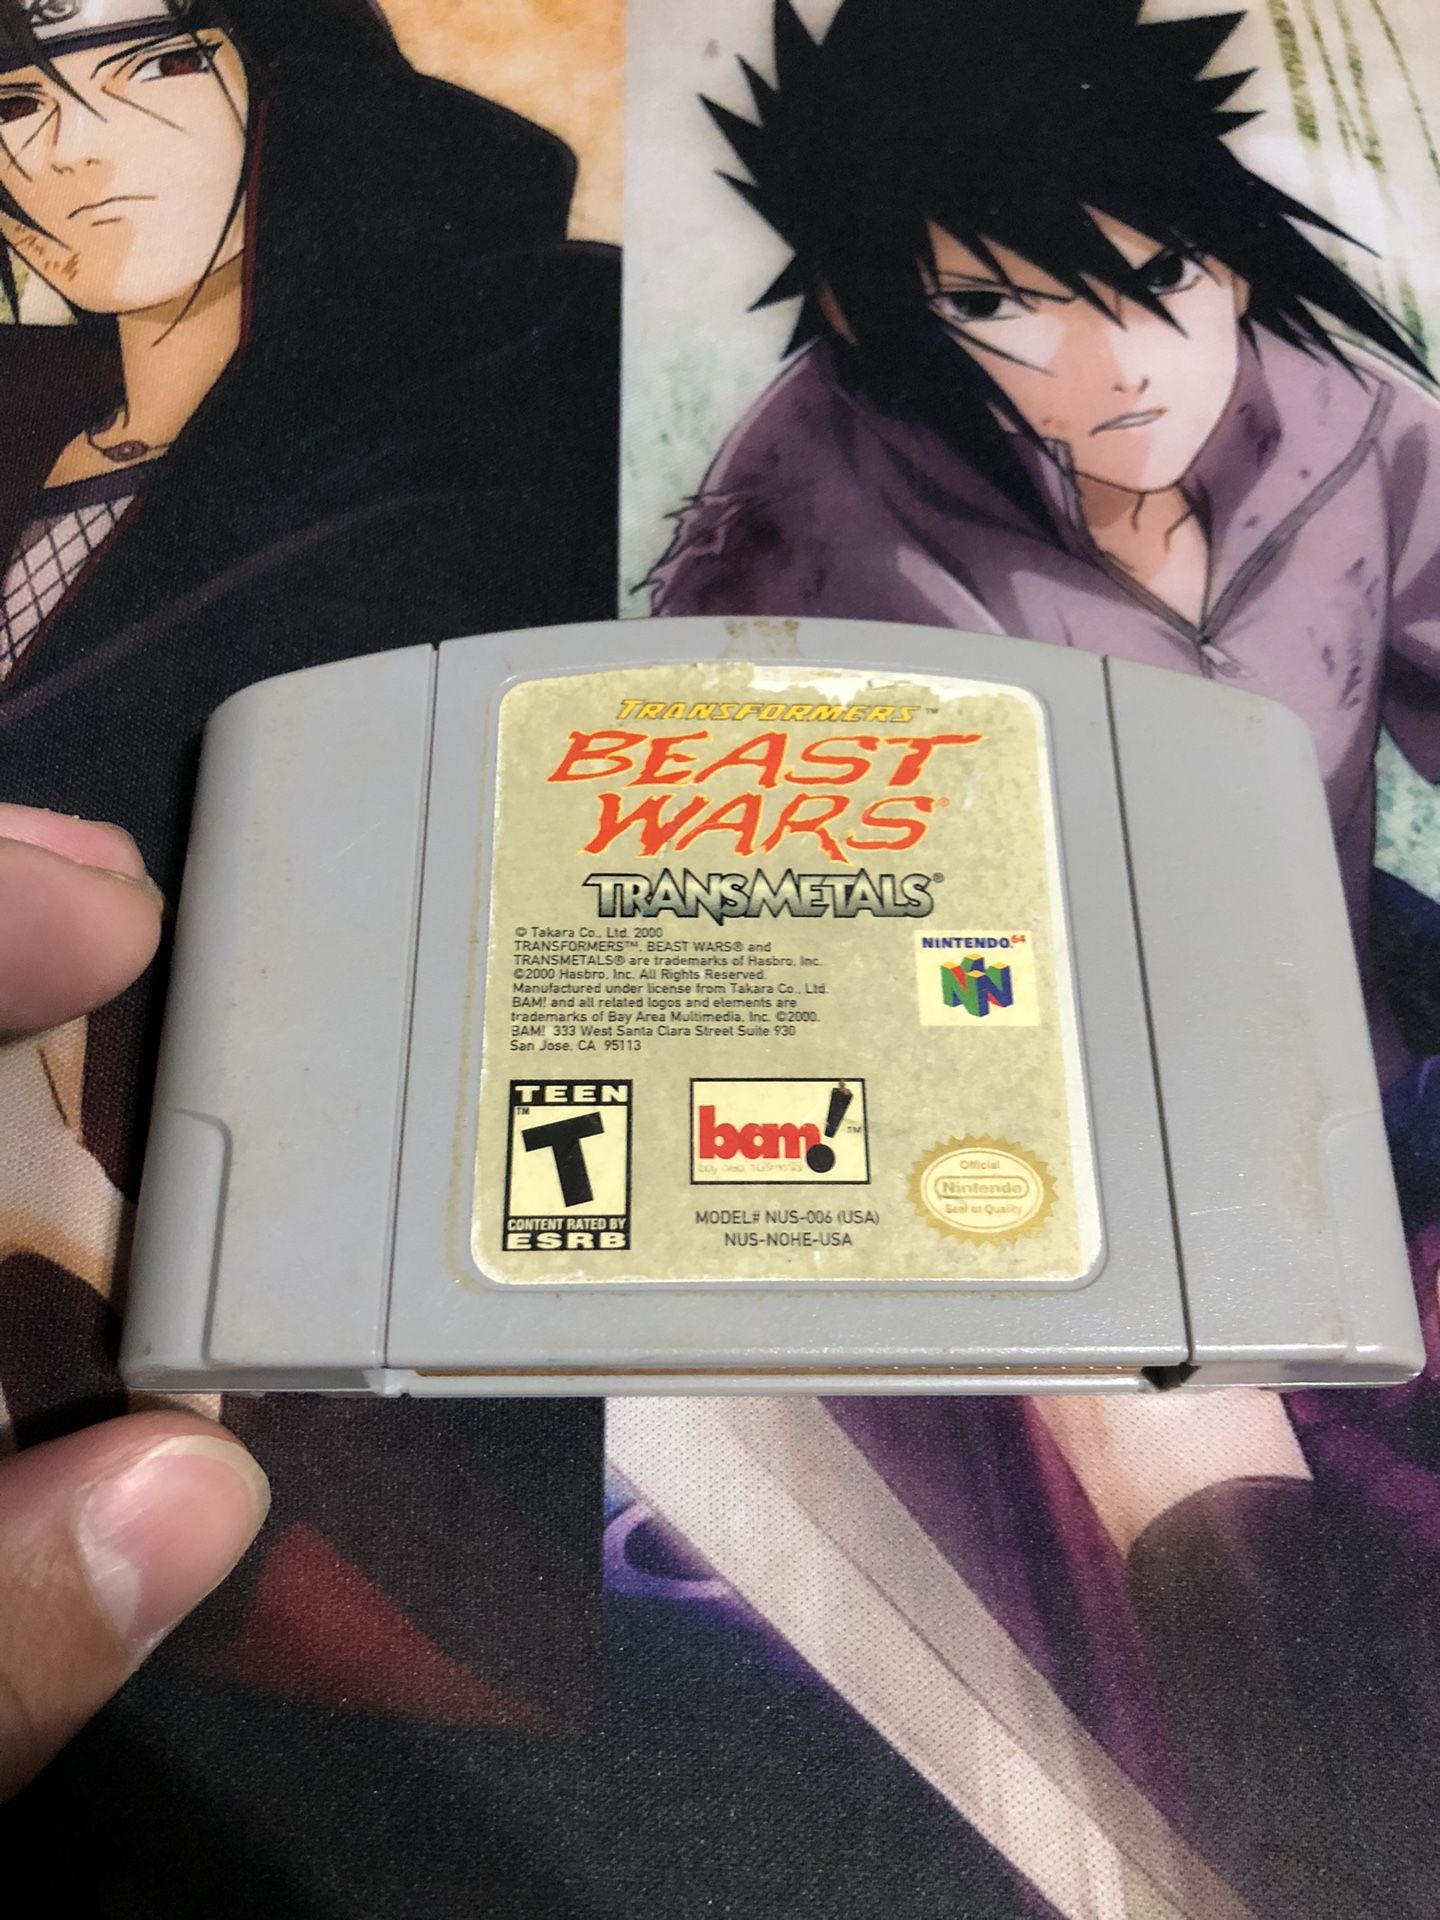 TRANSFORMERS™
BEAST
WARS®
TRANSMETALS®
© Takara Co., Ltd. 2000
TRANSFORMERS™, BEAST WARS® and
TRANSMETALS® are trademarks of Hasbro, Inc.
©2000 Hasbro, Inc. All Rights Reserved.
Manufactured under license from Takara Co., Ltd.
BAM! and all related logos and elements are
trademarks of Bay Area Multimedia, Inc. ©2000.
BAM! 333 West Santa Clara Street Suite 930
San Jose, CA 95113
NINTENDO64
TEEN
TM
T
CONTENT RATED BY
ESRB
bam!™
MODEL# NUS-006 (USA)
NUS-NOHE-USA
Official
Nintendo
Seal of Quality